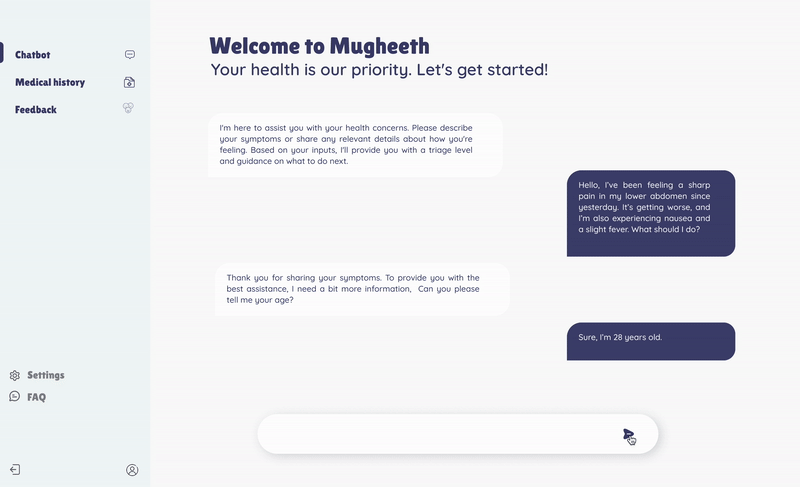 Chatbot
Medical history
Feedback
Settings
FAQ
Welcome to Mugheeth
Your health is our priority. Let's get started!
I'm here to assist you with your health concerns. Please describe
your symptoms or share any relevant details about how you're
feeling. Based on your inputs, I'll provide you with a triage level
and guidance on what to do next.
Hello, I've been feeling a sharp
pain in my lower abdomen since
yesterday. It's getting worse, and
I'm also experiencing nausea and
a slight fever. What should I do?
Thank you for sharing your symptoms. To provide you with the
best assistance, I need a bit more information, Can you please
tell me your age?
Sure, I'm 28 years old.